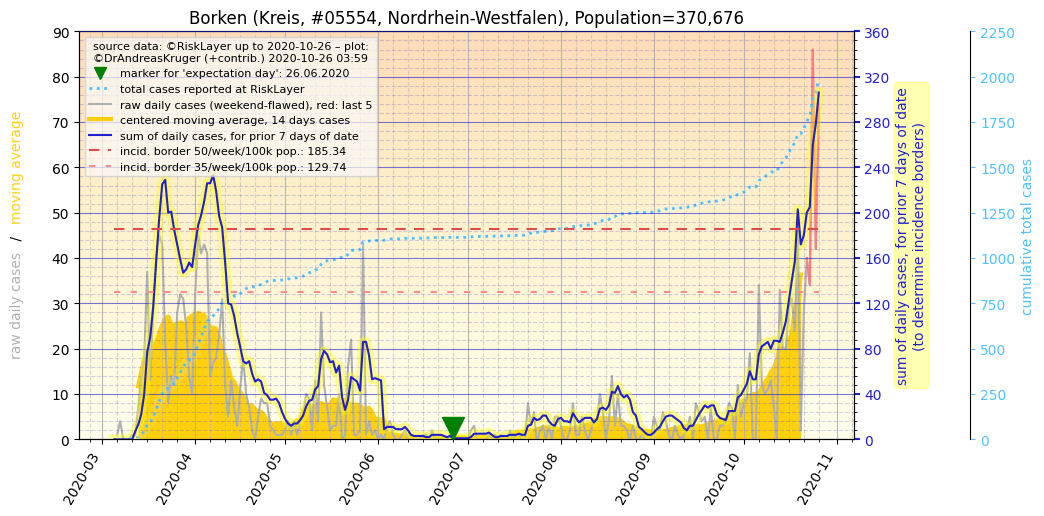 Borken (Kreis, #05554, Nordrhein-Westfalen), Population=370,676
source data: ©RiskLayer up to 2020-10-26 – plot:
©DrAndreasKruger (+contrib.) 2020-10-26 03:59
marker for 'expectation day': 26.06.2020
total cases reported at RiskLayer
raw daily cases (weekend-flawed), red: last 5
centered moving average, 14 days cases
sum of daily cases, for prior 7 days of date
incid. border 50/week/100k pop.: 185.34
incid. border 35/week/100k pop.: 129.74
raw daily cases / moving average
90
80
70
60
50
40
30
20
10
0
2020-03
2020-04
2020-05
2020-06
2020-07
2020-08
2020-09
2020-10
2020-11
360
320
280
240
200
160
120
80
40
0
sum of daily cases, for prior 7 days of date
(to determine incidence borders)
2250
2000
1750
1500
1250
1000
750
500
250
0
cumulative total cases